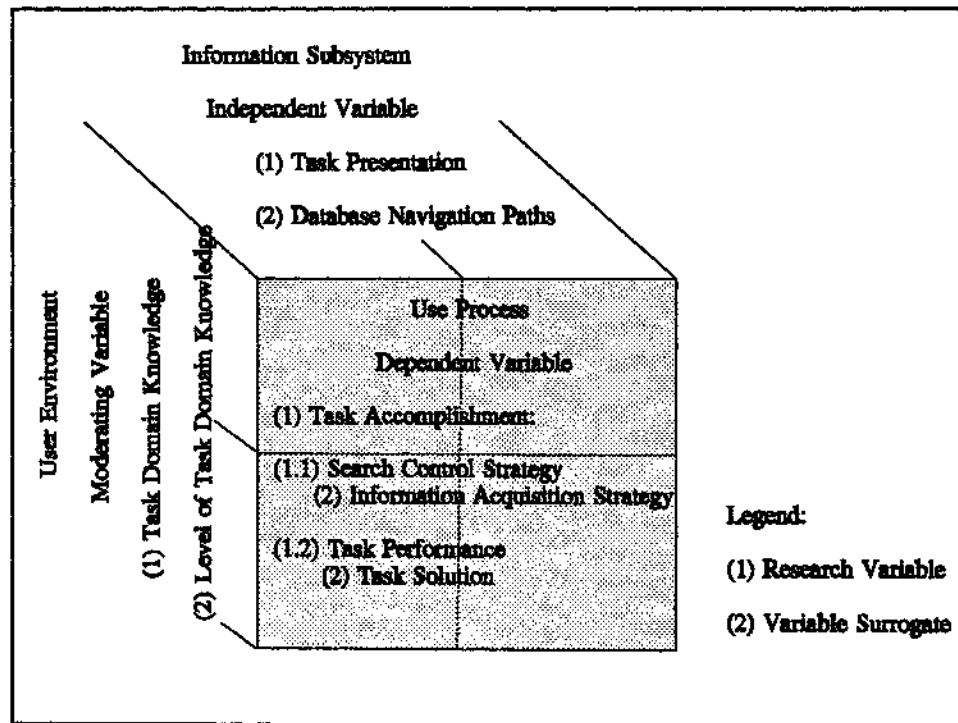 Information Subsystem
Independent Variable
(1) Task Presentation
(2) Database Navigation Paths
User Environment
Moderating Variable
(1) Task Domain Knowledge
(2) Level of Task Domain Knowledge
Use Process
Dependent Variable
(1) Task Accomplishment:
(1.1) Search Control Strategy
(2) Information Acquisition Strategy
(1.2) Task Performance
(2) Task Solution
Legend:
(1) Research Variable
(2) Variable Surrogate